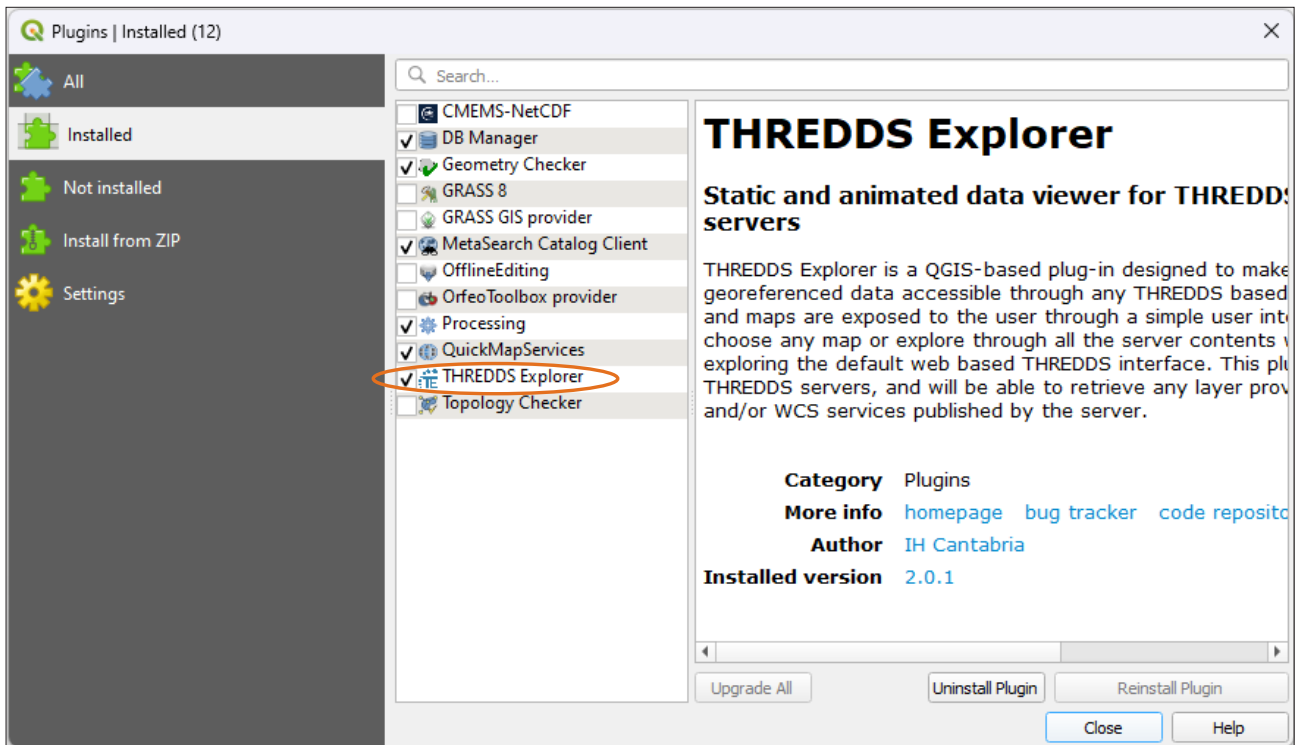 Plugins | Installed (12)
All
Installed
Not installed
Install from ZIP
Settings
Search...
CMEMS-NetCDF
DB Manager
Geometry Checker
GRASS 8
GRASS GIS provider
MetaSearch Catalog Client
OfflineEditing
OrfeoToolbox provider
Processing
QuickMapServices
THREDDS Explorer
Topology Checker
THREDDS Explorer
Static and animated data viewer for THREDDS
servers
THREDDS Explorer is a QGIS-based plug-in designed to make
georeferenced data accessible through any THREDDS based
and maps are exposed to the user through a simple user
choose any map or explore through all the server contents
exploring the default web based THREDDS interface. This
THREDDS servers, and will be able to retrieve any layer
and/or WCS services published by the server.
Category Plugins
More info homepage bug tracker code
Author IH Cantabria
Installed version 2.0.1
Upgrade All Uninstall Plugin Reinstall Plugin
Close Help